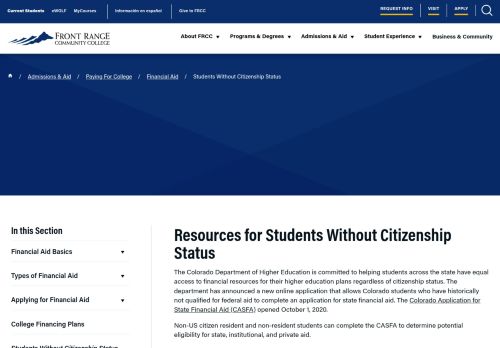 Current Students eWOLF MyCourses Información en español Give to FRCC REQUEST INFO VISIT APPLY
FRONT RANGE
COMMUNITY COLLEGE
About FRCC Programs & Degrees Admissions & Aid Student Experience Business & Community
/ Admissions & Aid / Paying For College / Financial Aid / Students Without Citizenship Status
In this Section
Financial Aid Basics
Types of Financial Aid
Applying for Financial Aid
College Financing Plans
Students Without Citizenship Status
Resources for Students Without Citizenship
Status
The Colorado Department of Higher Education is committed to helping students across the state have equal
access to financial resources for their higher education plans regardless of citizenship status. The
department has announced a new online application that allows Colorado students who have historically
not qualified for federal aid to complete an application for state financial aid. The Colorado Application for
State Financial Aid (CASFA) opened October 1, 2020.
Non-US citizen resident and non-resident students can complete the CASFA to determine potential
eligibility for state, institutional, and private aid.